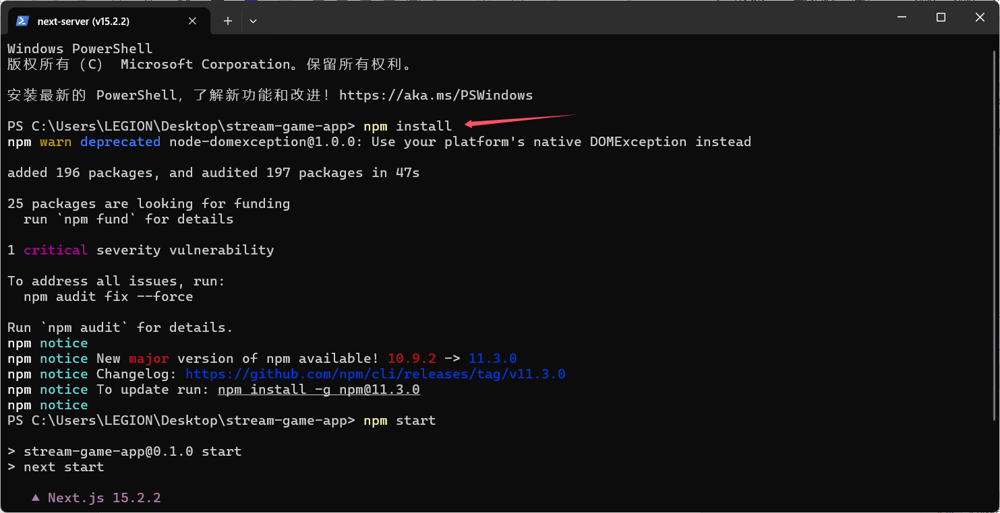 next-server (v15.2.2)
Windows PowerShell
版权所有（C） Microsoft Corporation。保留所有权利。
安装最新的 PowerShell，了解新功能和改进！https://aka.ms/PSWindows
PS C:\Users\LEGION\Desktop\stream-game-app> npm install
npm warn deprecated node-domexception@1.0.0: Use your platform's native DOMException instead
added 196 packages, and audited 197 packages in 47s
25 packages are looking for funding
  run `npm fund` for details
1 critical severity vulnerability
To address all issues, run:
  npm audit fix --force
Run `npm audit` for details.
npm notice
npm notice New major version of npm available! 10.9.2 -> 11.3.0
npm notice Changelog: https://github.com/npm/cli/releases/tag/v11.3.0
npm notice To update run: npm install -g npm@11.3.0
npm notice
PS C:\Users\LEGION\Desktop\stream-game-app> npm start
> stream-game-app@0.1.0 start
> next start
▲ Next.js 15.2.2